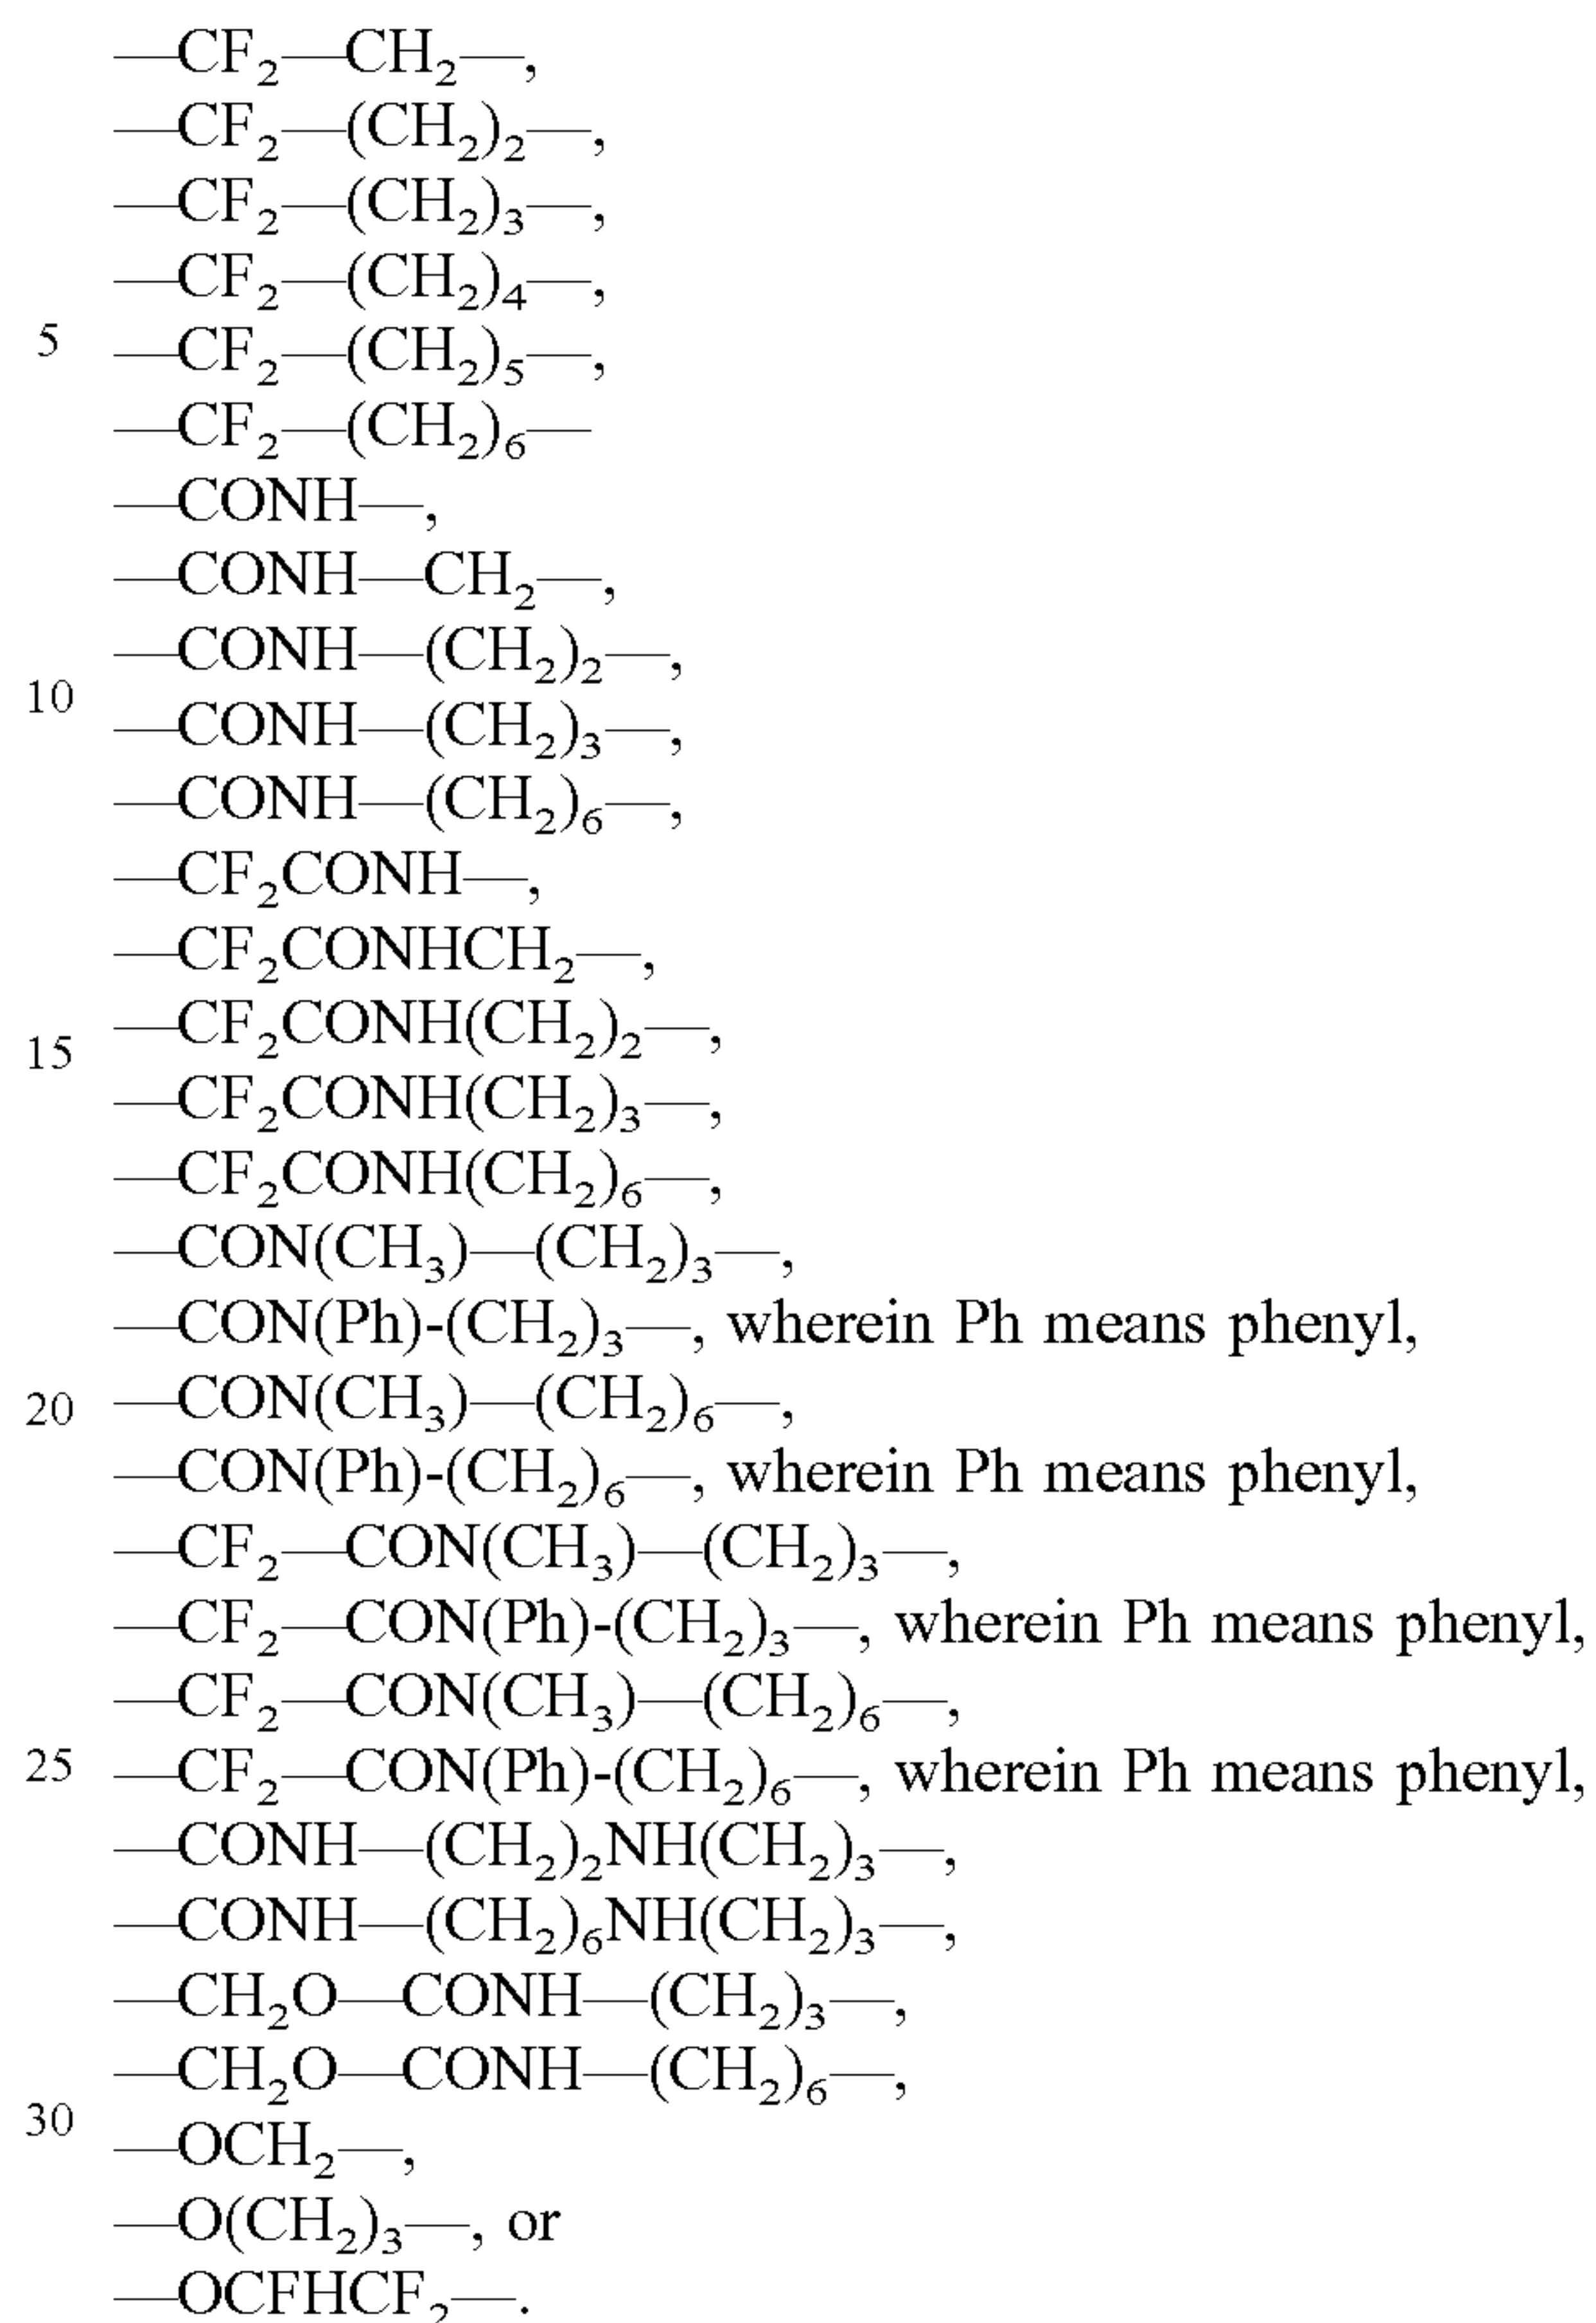 —CF₂—CH₂—,
—CF₂—(CH₂)₂—,
—CF₂—(CH₂)₃—,
—CF₂—(CH₂)₄—,
5 —CF₂—(CH₂)₅—,
—CF₂—(CH₂)₆—
—CONH—,
—CONH—CH₂—,
—CONH—(CH₂)₂—,
10 —CONH—(CH₂)₃—,
—CONH—(CH₂)₆—,
—CF₂CONH—,
—CF₂CONHCH₂—,
—CF₂CONH(CH₂)₂—,
15 —CF₂CONH(CH₂)₃—,
—CF₂CONH(CH₂)₆—,
—CON(CH₃)—(CH₂)₃—,
—CON(Ph)-(CH₂)₃—, wherein Ph means phenyl,
20 —CON(CH₃)—(CH₂)₆—,
—CON(Ph)-(CH₂)₆—, wherein Ph means phenyl,
—CF₂—CON(CH₃)—(CH₂)₃—,
—CF₂—CON(Ph)-(CH₂)₃—, wherein Ph means phenyl,
—CF₂—CON(CH₃)—(CH₂)₆—,
25 —CF₂—CON(Ph)-(CH₂)₆—, wherein Ph means phenyl,
—CONH—(CH₂)₂NH(CH₂)₃—,
—CONH—(CH₂)₆NH(CH₂)₃—,
—CH₂O—CONH—(CH₂)₃—,
—CH₂O—CONH—(CH₂)₆—,
30 —OCH₂—,
—O(CH₂)₃—, or
—OCFHCF₂—.